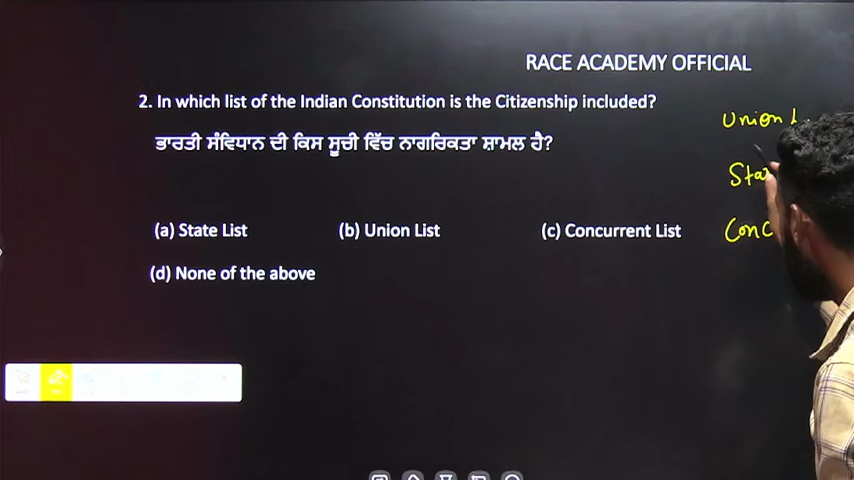 RACE ACADEMY OFFICIAL
2. In which list of the Indian Constitution is the Citizenship included?
ਭਾਰਤੀ ਸੰਵਿਧਾਨ ਦੀ ਕਿਸ ਸੂਚੀ ਵਿੱਚ ਨਾਗਰਿਕਤਾ ਸ਼ਾਮਲ ਹੈ?
Union
(a) State List (b) Union List (c) Concurrent List
(d) None of the above